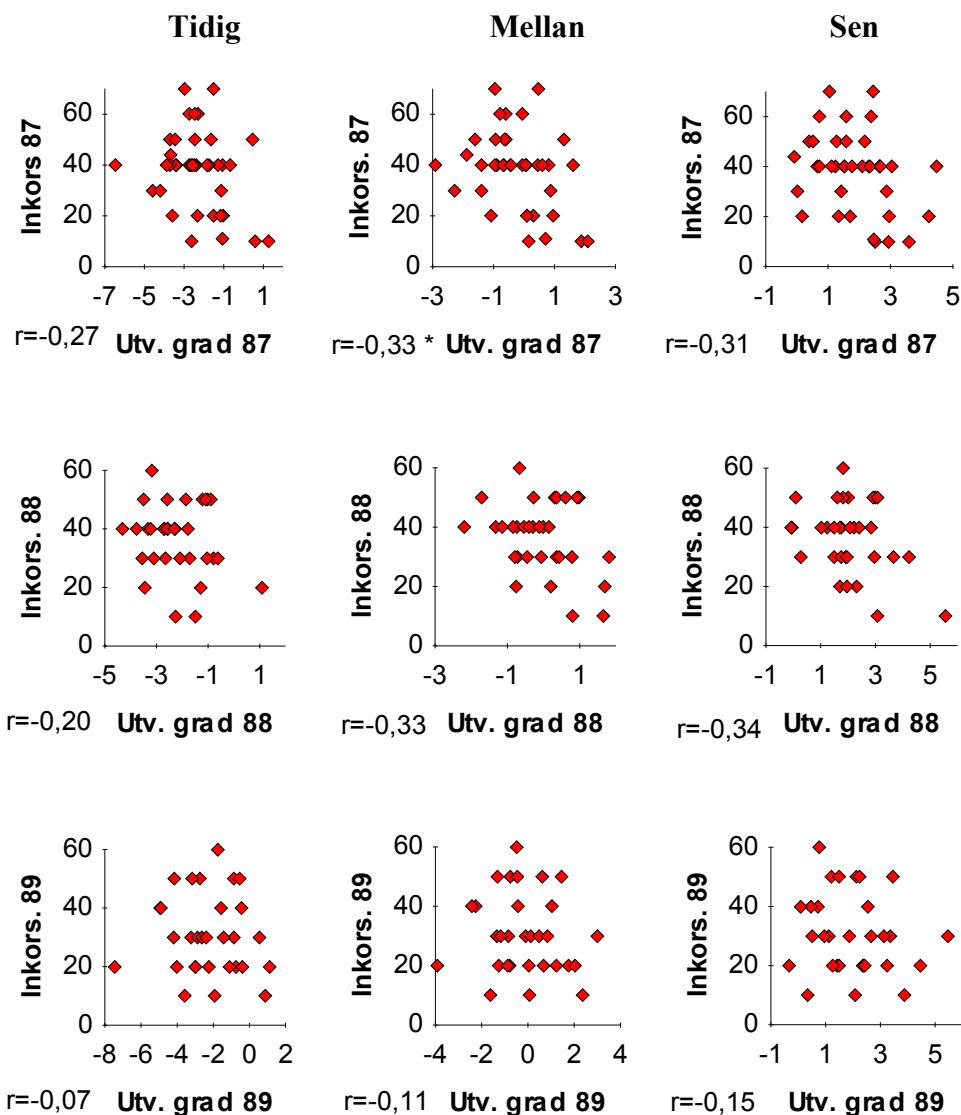 Tidig Mellan Sen
Inkors 87
60
40
20
0
-7 -5 -3 -1 1
r=-0,27 Utv. grad 87
Inkors. 87
60
40
20
0
-3 -1 1 3
r=-0,33 * Utv. grad 87
Inkors. 87
60
40
20
0
-1 1 3 5
r=-0,31 Utv. grad 87
Inkors. 88
60
40
20
0
-5 -3 -1 1
r=-0,20 Utv. grad 88
Inkors. 88
60
40
20
0
-3 -1 1
r=-0,33 Utv. grad 88
Inkors. 88
60
40
20
0
-1 1 3 5
r=-0,34 Utv. grad 88
Inkors. 89
60
40
20
0
-8 -6 -4 -2 0 2
r=-0,07 Utv. grad 89
Inkors. 89
60
40
20
0
-4 -2 0 2 4
r=-0,11 Utv. grad 89
Inkors. 89
60
40
20
0
-1 1 3 5
r=-0,15 Utv. grad 89